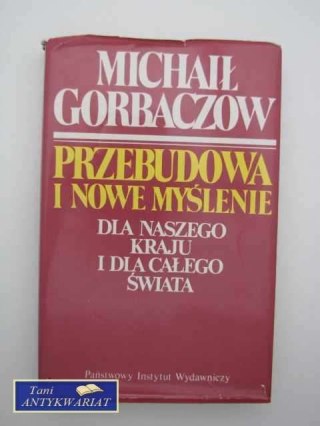 MICHAIŁ
GORBACZOW
PRZEBUDOWA
I NOWE MYŚLENIE
DLA NASZEGO
KRAJU
I DLA CAŁEGO
ŚWIATA
Państwowy Instytut Wydawniczy
Tani
ANTYKWARIAT